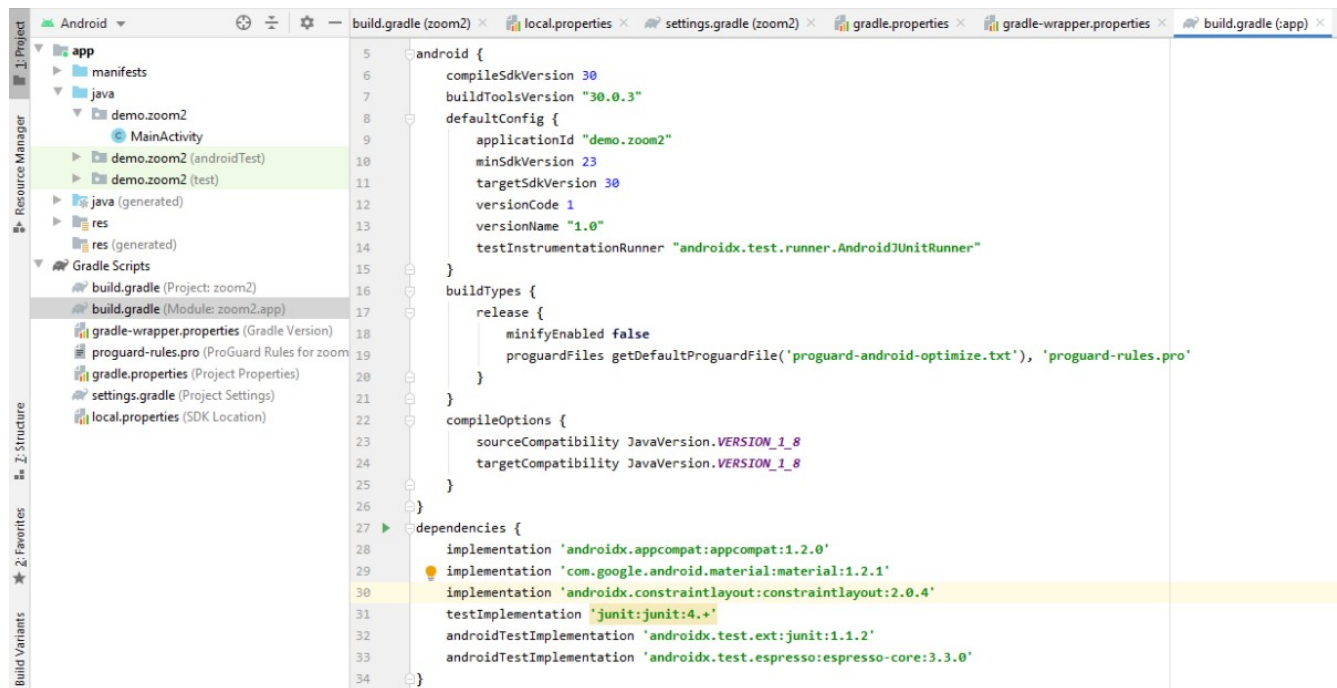 Android
build.gradle (zoom2)
local.properties
settings.gradle (zoom2)
gradle.properties
gradle-wrapper.properties
build.gradle (:app)
1: Project
Resource Manager
Z: Structure
2: Favorites
Build Variants
app
manifests
java
demo.zoom2
MainActivity
demo.zoom2 (androidTest)
demo.zoom2 (test)
java (generated)
res
res (generated)
Gradle Scripts
build.gradle (Project: zoom2)
build.gradle (Module: zoom2.app)
gradle-wrapper.properties (Gradle Version)
proguard-rules.pro (ProGuard Rules for zoom
gradle.properties (Project Properties)
settings.gradle (Project Settings)
local.properties (SDK Location)
5 android {
6 compileSdkVersion 30
7 buildToolsVersion "30.0.3"
8 defaultConfig {
9 applicationId "demo.zoom2"
10 minSdkVersion 23
11 targetSdkVersion 30
12 versionCode 1
13 versionName "1.0"
14 testInstrumentationRunner "androidx.test.runner.AndroidJUnitRunner"
15 }
16 buildTypes {
17 release {
18 minifyEnabled false
19 proguardFiles getDefaultProguardFile('proguard-android-optimize.txt'), 'proguard-rules.pro'
20 }
21 }
22 compileOptions {
23 sourceCompatibility JavaVersion.VERSION_1_8
24 targetCompatibility JavaVersion.VERSION_1_8
25 }
26 }
27 dependencies {
28 implementation 'androidx.appcompat:appcompat:1.2.0'
29 implementation 'com.google.android.material:material:1.2.1'
30 implementation 'androidx.constraintlayout:constraintlayout:2.0.4'
31 testImplementation 'junit:junit:4.+'
32 androidTestImplementation 'androidx.test.ext:junit:1.1.2'
33 androidTestImplementation 'androidx.test.espresso:espresso-core:3.3.0'
34 }